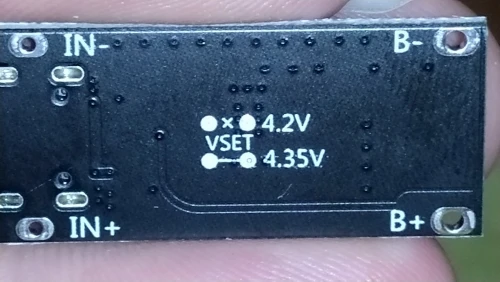 IN- B-
× 4.2V
VSET
4.35V
IN+ B+